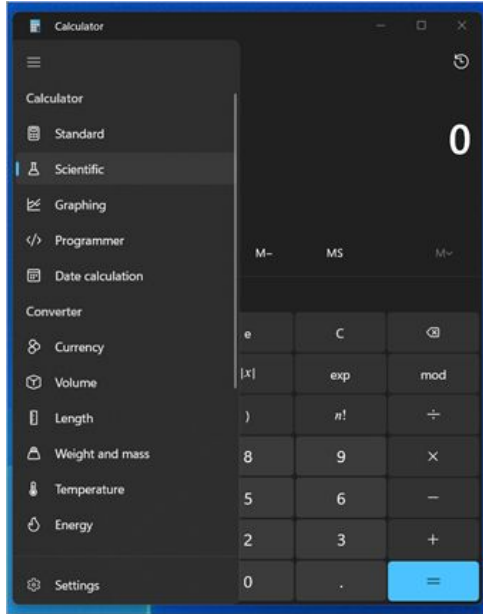 Calculator
Calculator
0
Standard
Scientific
Graphing
Programmer
M− MS M
Date calculation
Converter
e C
Currency
|x| exp mod
Volume
) n! ÷
Length
8 9 ×
Weight and mass
5 6 −
Temperature
2 3 +
Energy
0 . =
Settings